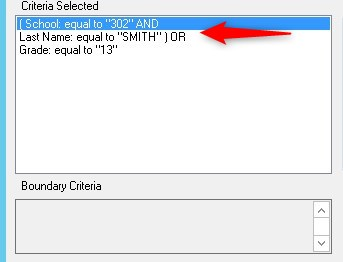 Criteria Selected
( School: equal to "302" AND
Last Name: equal to "SMITH" ) OR
Grade: equal to "13"
Boundary Criteria